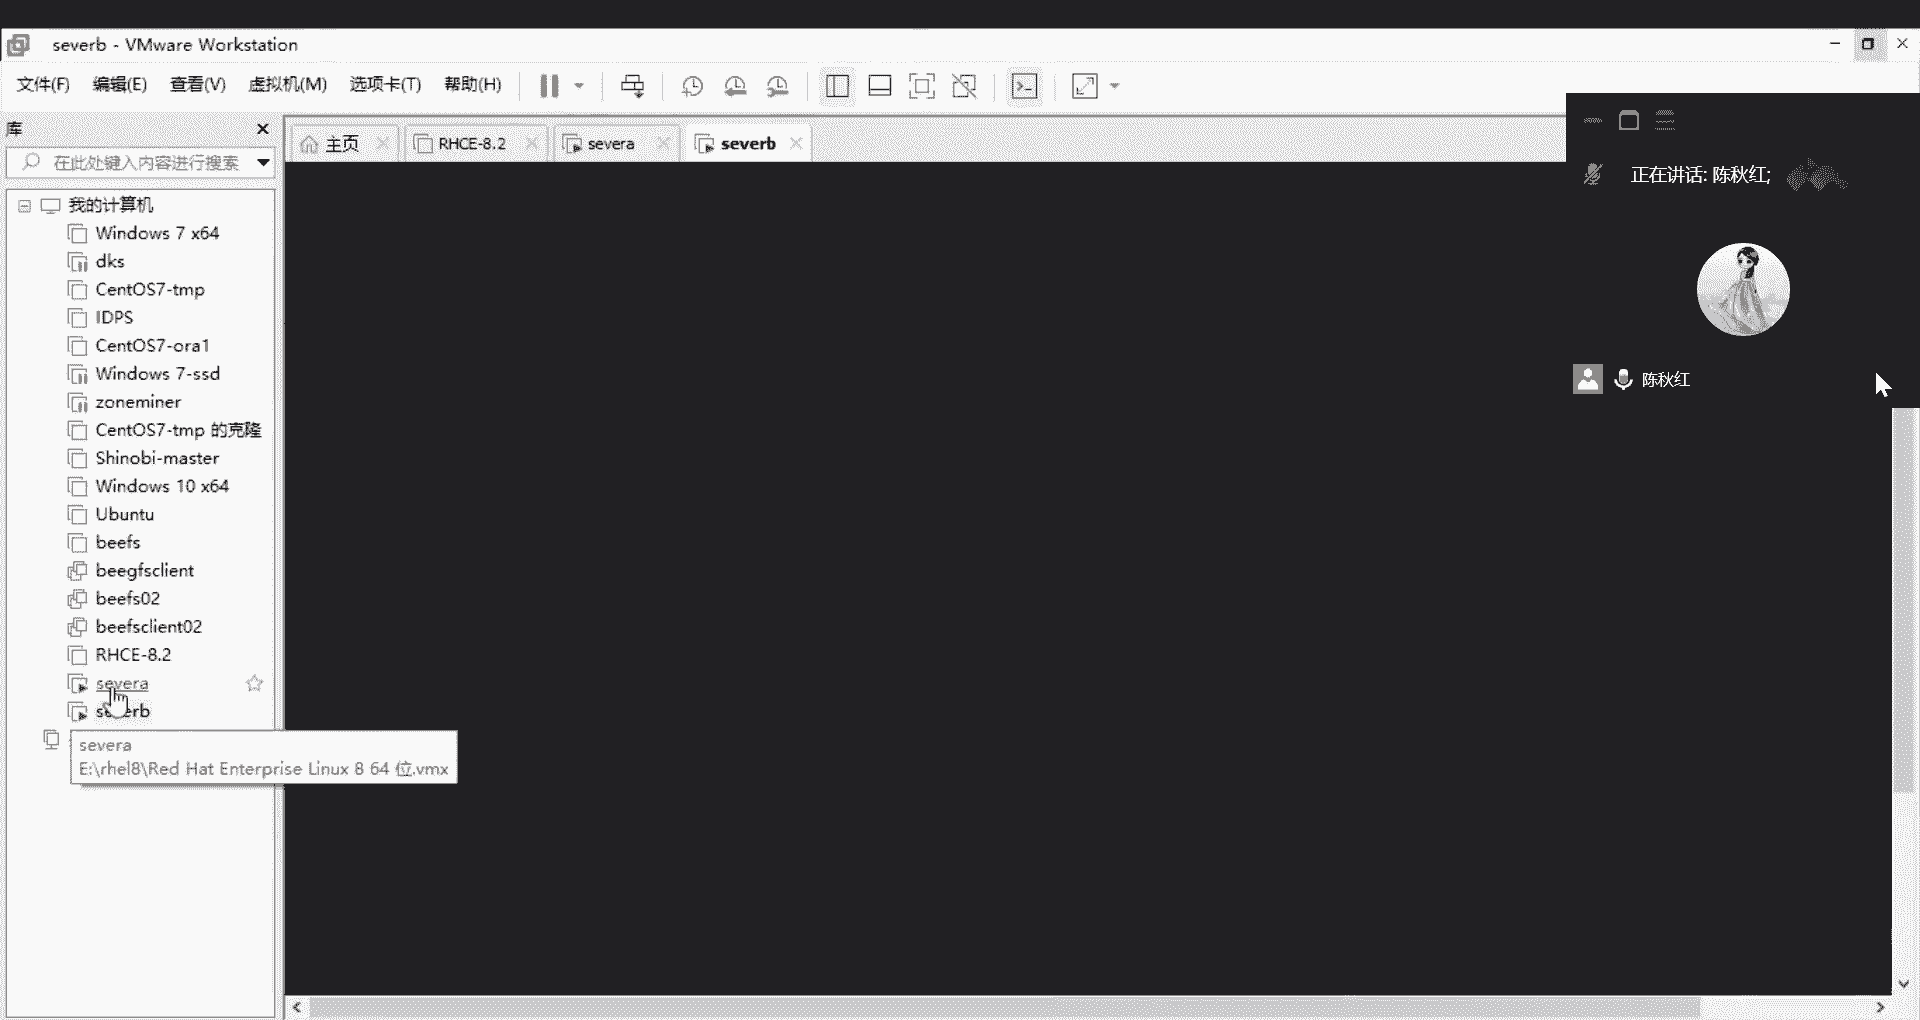 severb - VMware Workstation
文件(F) 编辑(E) 查看(V) 虚拟机(M) 选项卡(T) 帮助(H)
库
在此处键入内容进行搜索
主页 RHCE-8.2 severa severb
正在讲话: 陈秋红;
陈秋红
我的计算机
Windows 7 x64
dks
CentOS7-tmp
IDPS
CentOS7-ora1
Windows 7-ssd
zoneminer
CentOS7-tmp 的克隆
Shinobi-master
Windows 10 x64
Ubuntu
beefs
beegfsclient
beefs02
beefsclient02
RHCE-8.2
severa
severb
severa
E:\rhel8\Red Hat Enterprise Linux 8 64 位.vmx